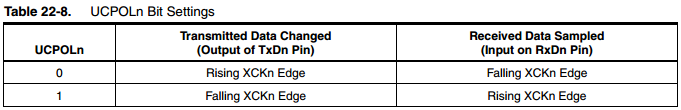 Table 22-8. UCPOLn Bit Settings
UCPOLn Transmitted Data Changed (Output of TxDn Pin) Received Data Sampled (Input on RxDn Pin)
0 Rising XCKn Edge Falling XCKn Edge
1 Falling XCKn Edge Rising XCKn Edge